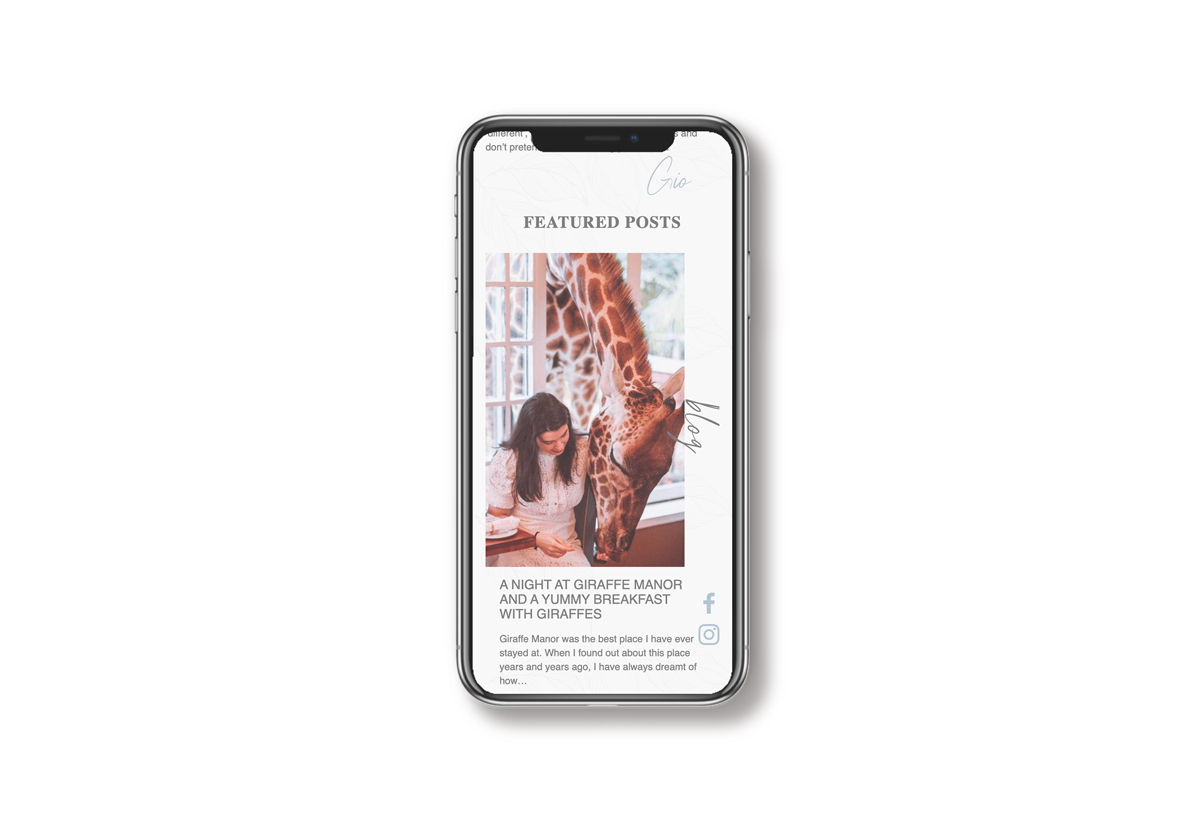 different ,
s and
don't preten
Gio
FEATURED POSTS
blog
A NIGHT AT GIRAFFE MANOR
AND A YUMMY BREAKFAST
WITH GIRAFFES
Giraffe Manor was the best place I have ever
stayed at. When I found out about this place
years and years ago, I have always dreamt of
how…